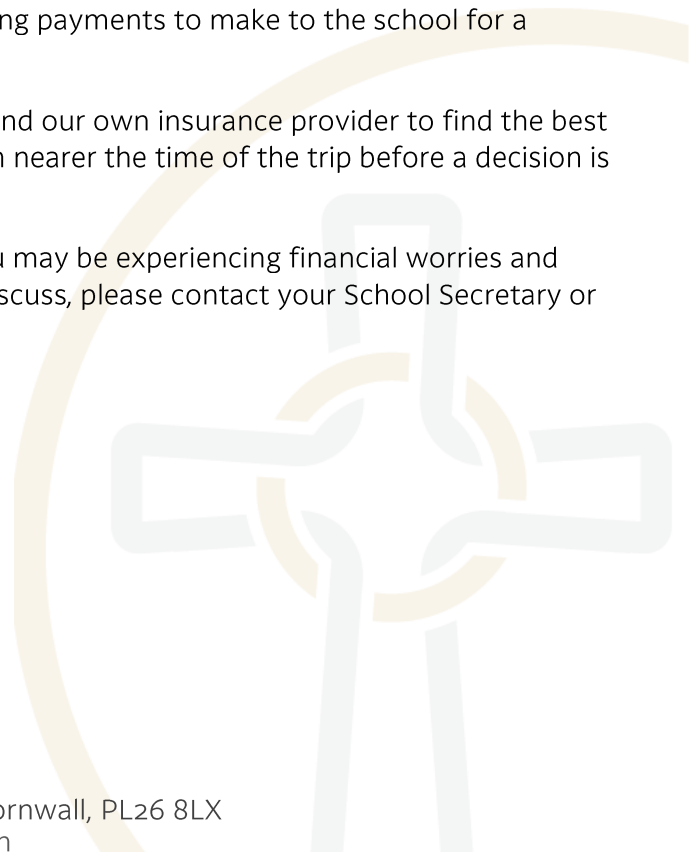 ng payments to make to the school for a
nd our own insurance provider to find the best
n nearer the time of the trip before a decision is
u may be experiencing financial worries and
scuss, please contact your School Secretary or
ornwall, PL26 8LX
n